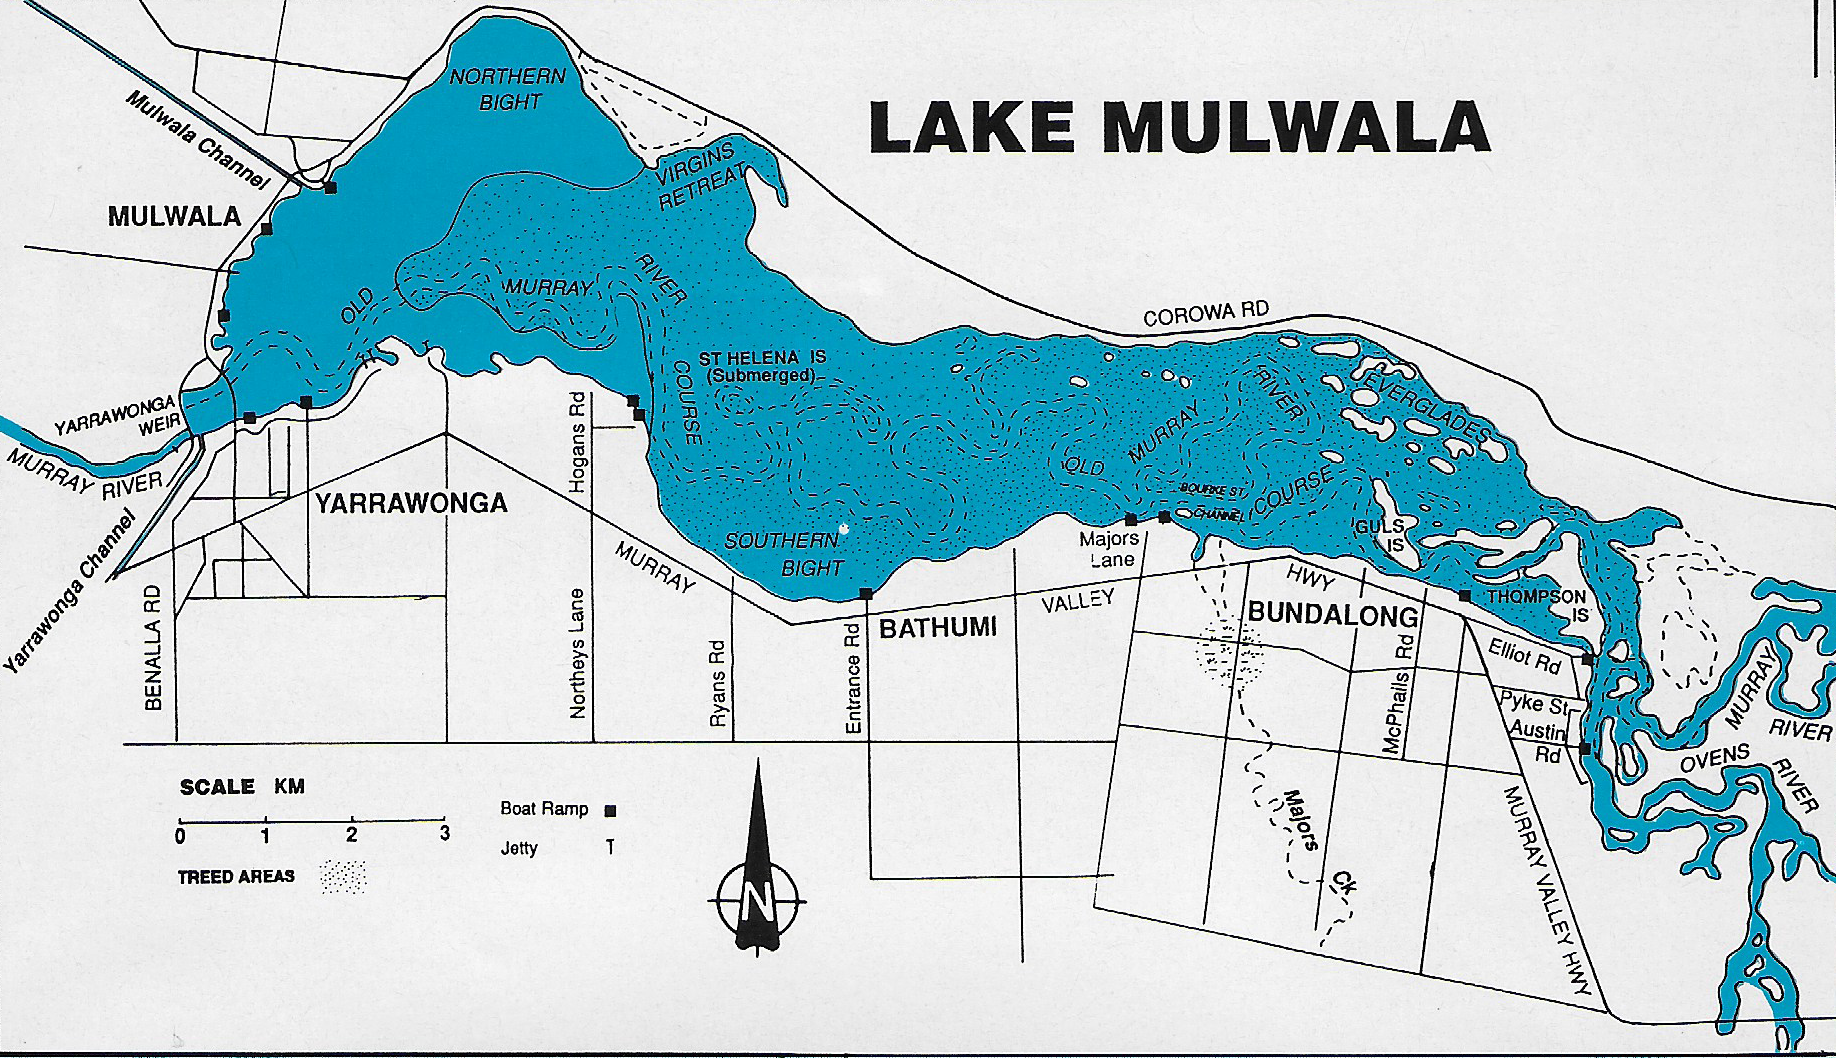 LAKE MULWALA
NORTHERN
BIGHT
Mulwala Channel
VIRGINS
RETREAT
MULWALA
OLD
MURRAY
RIVER
COURSE
COROWA RD
ST HELENA IS
(Submerged)
YARRAWONGA
WEIR
MURRAY RIVER
Yarrawonga Channel
YARRAWONGA
Hogans Rd
OLD
MURRAY
RIVER
COURSE
EVERGLADES
BOURKE ST
CHANNEL
GULS
IS
SOUTHERN
BIGHT
Majors
Lane
MURRAY
VALLEY
HWY
THOMPSON
IS
BENALLA RD
Northeys Lane
Ryans Rd
Entrance Rd
BATHUMI
BUNDALONG
McPhails Rd
Elliot Rd
Pyke St
Austin
Rd
MURRAY
RIVER
OVENS
RIVER
Majors
Ck
MURRAY VALLEY HWY
SCALE KM
0 1 2 3
TREED AREAS
Boat Ramp
Jetty
N